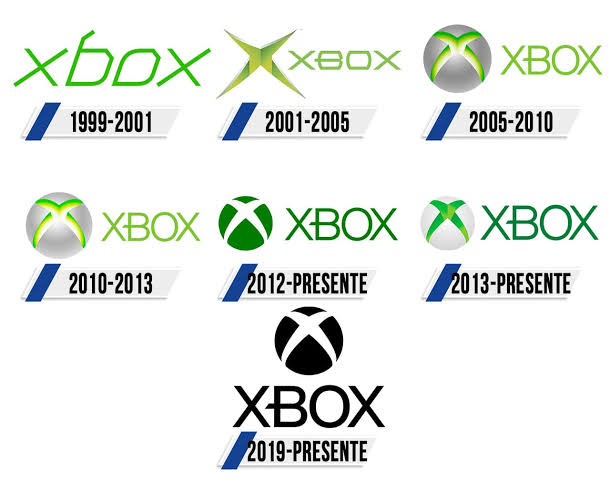 xbox
1999-2001
XBOX
2001-2005
XBOX
2005-2010
XBOX
2010-2013
XBOX
2012-PRESENTE
XBOX
2013-PRESENTE
XBOX
2019-PRESENTE